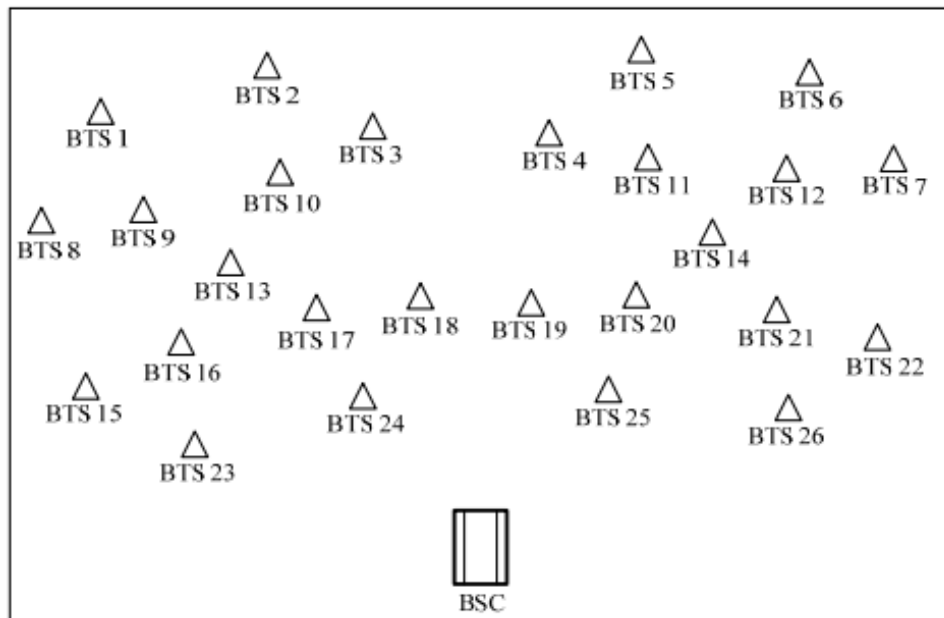 BTS 5
BTS 2
BTS 6
BTS 1
BTS 3
BTS 4
BTS 11
BTS 7
BTS 12
BTS 10
BTS 9
BTS 8
BTS 14
BTS 13
BTS 18
BTS 20
BTS 19
BTS 17
BTS 21
BTS 22
BTS 16
BTS 15
BTS 25
BTS 24
BTS 26
BTS 23
BSC